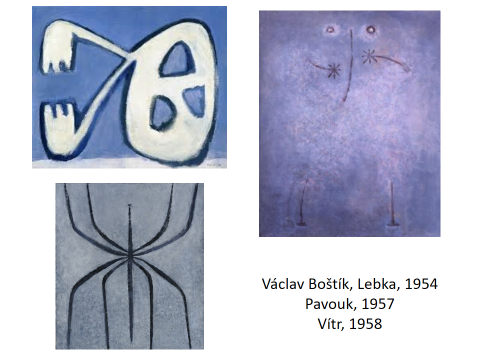 Václav Boštík, Lebka, 1954
Pavouk, 1957
Vítr, 1958